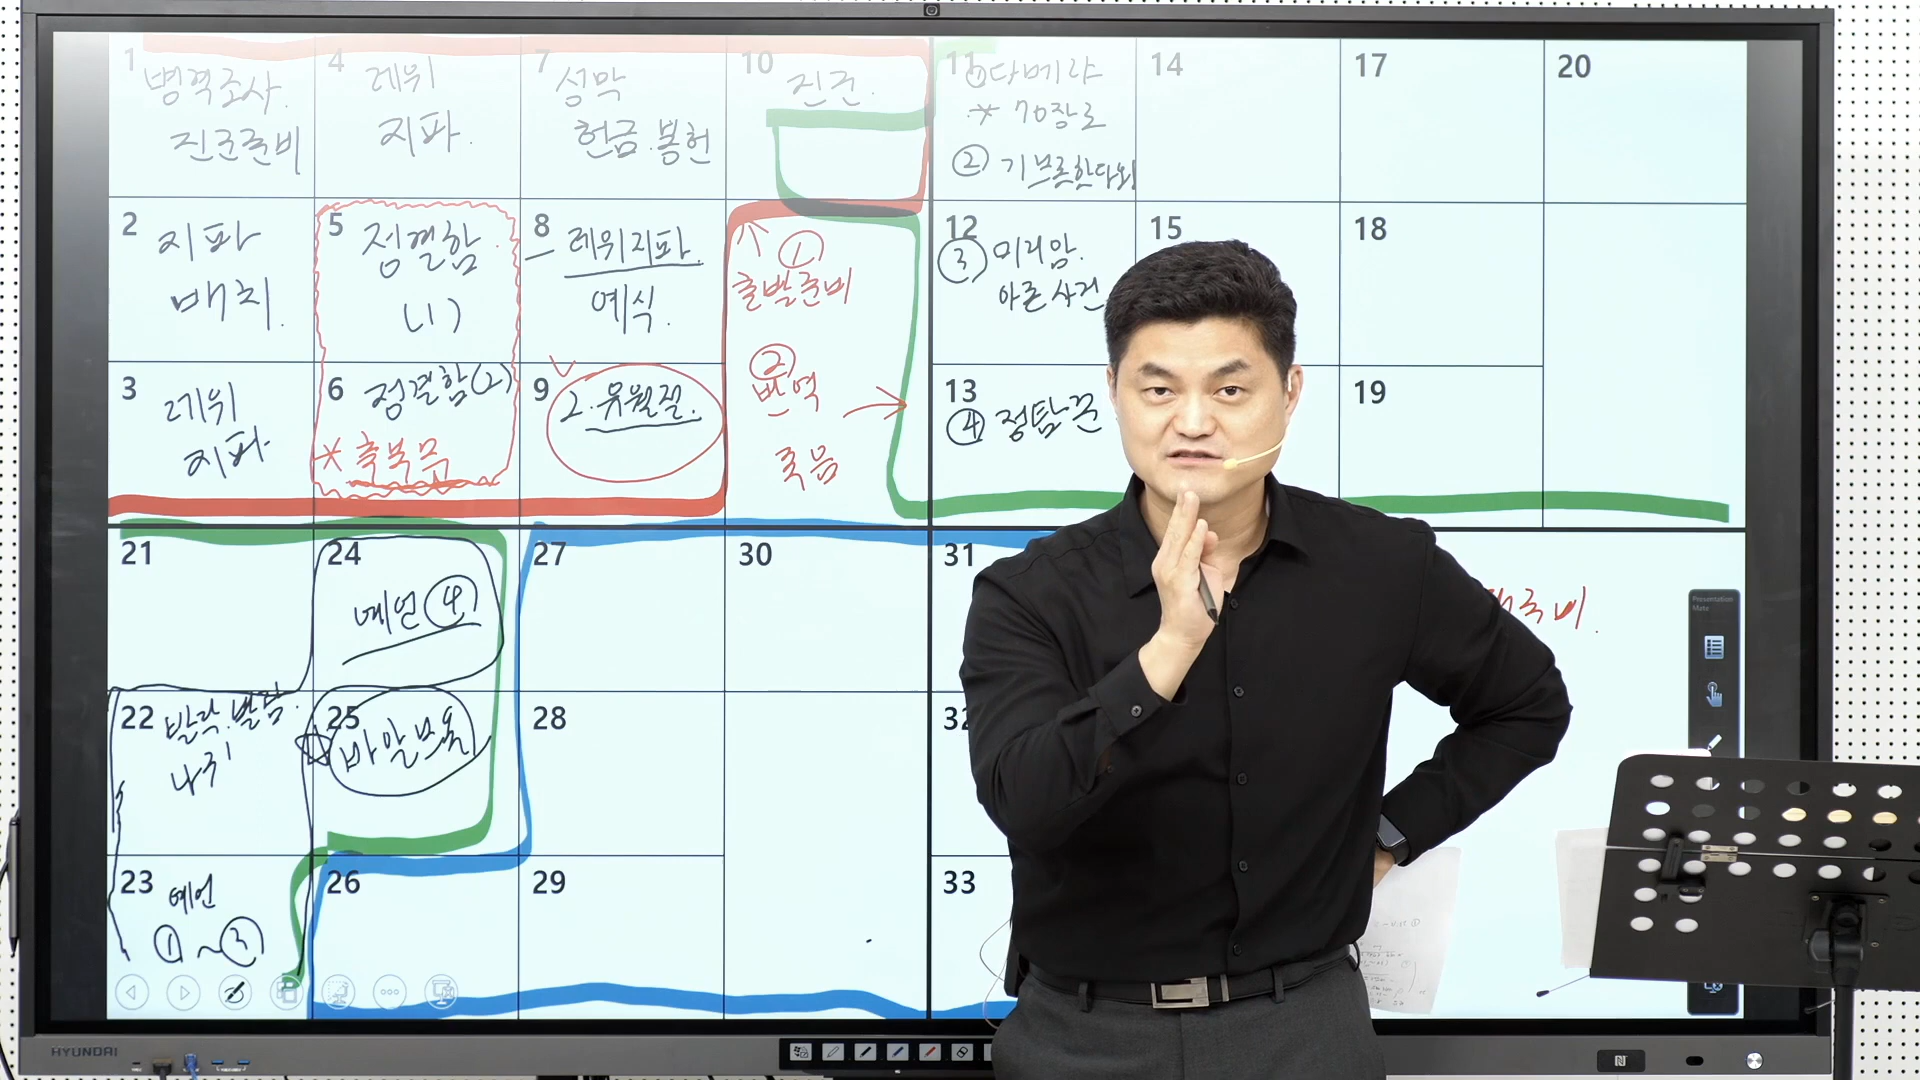 1
병력조사.
진군준비
4
레위
지파.
7
성막
헌금.봉헌
10
진군.
11
①다베랴
* 70장로
② 기브롯핫다와
14
17
20
2
지파
배치.
5
정결함.
(1)
8
레위지파.
예식.
①
출발준비
②
반역
죽음
12
③ 미리암.
아론 사건
15
18
3
레위
지파.
6
정결함(2)
* 축복문
9
2. 유월절.
13
④ 정탐꾼
19
21
24
예언 ④
27
30
31
비.
22
발락.발람.
나귀
25
바알브올
28
32
23
예언
①~③
26
29
33
Presentation
Mate
HYUNDAI